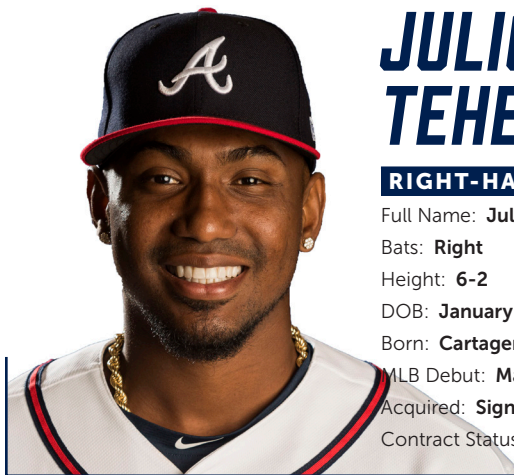 A
JULI
TEHE
RIGHT-HA
Full Name: Jul
Bats: Right
Height: 6-2
DOB: January
Born: Cartage
MLB Debut: Ma
Acquired: Sign
Contract Status